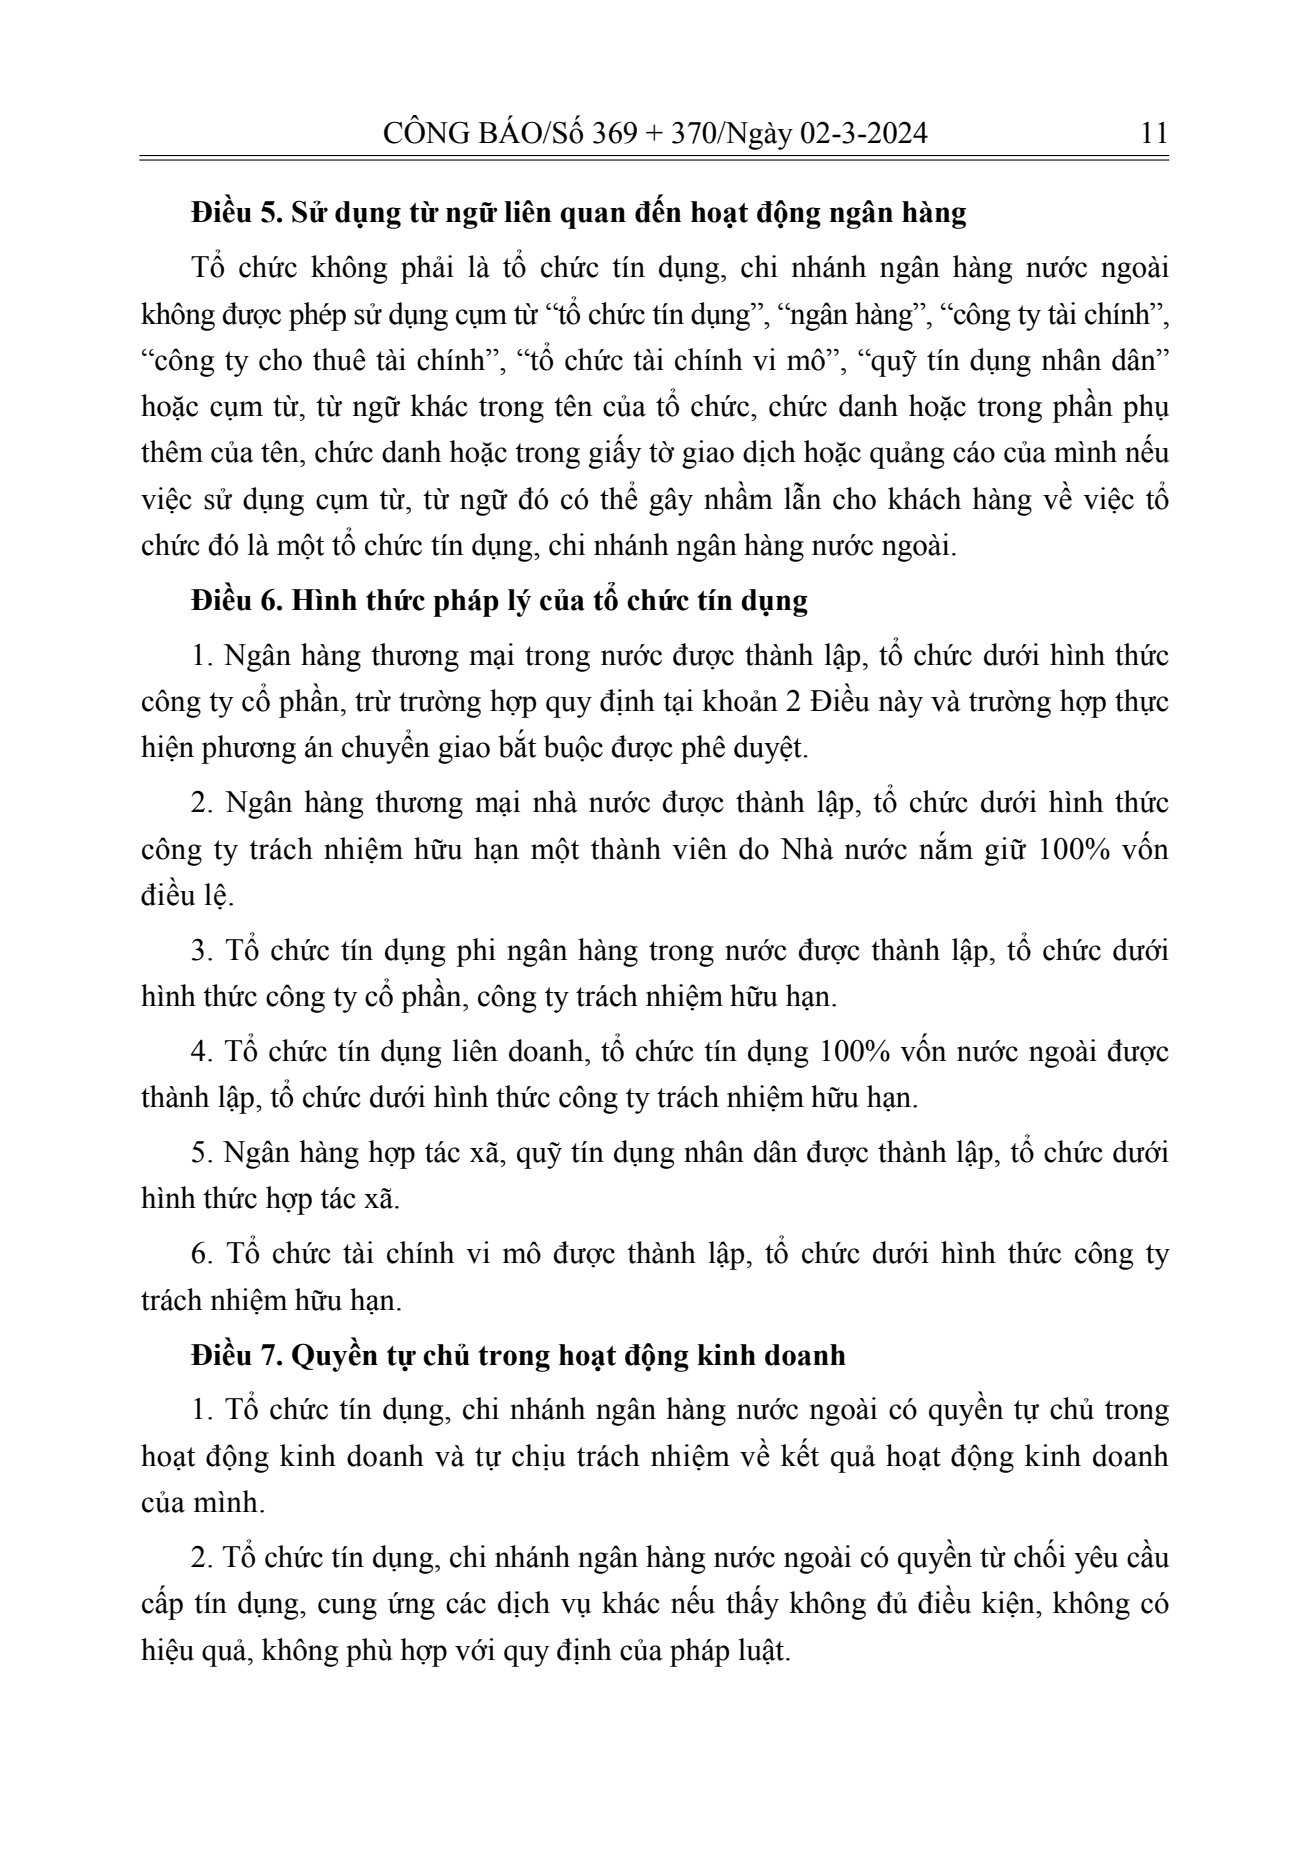 CÔNG BÁO/Số 369 + 370/Ngày 02-3-2024 11
Điều 5. Sử dụng từ ngữ liên quan đến hoạt động ngân hàng
Tổ chức không phải là tổ chức tín dụng, chi nhánh ngân hàng nước ngoài
không được phép sử dụng cụm từ “tổ chức tín dụng”, “ngân hàng”, “công ty tài chính”,
“công ty cho thuê tài chính”, “tổ chức tài chính vi mô”, “quỹ tín dụng nhân dân”
hoặc cụm từ, từ ngữ khác trong tên của tổ chức, chức danh hoặc trong phần phụ
thêm của tên, chức danh hoặc trong giấy tờ giao dịch hoặc quảng cáo của mình nếu
việc sử dụng cụm từ, từ ngữ đó có thể gây nhầm lẫn cho khách hàng về việc tổ
chức đó là một tổ chức tín dụng, chi nhánh ngân hàng nước ngoài.
Điều 6. Hình thức pháp lý của tổ chức tín dụng
1. Ngân hàng thương mại trong nước được thành lập, tổ chức dưới hình thức
công ty cổ phần, trừ trường hợp quy định tại khoản 2 Điều này và trường hợp thực
hiện phương án chuyển giao bắt buộc được phê duyệt.
2. Ngân hàng thương mại nhà nước được thành lập, tổ chức dưới hình thức
công ty trách nhiệm hữu hạn một thành viên do Nhà nước nắm giữ 100% vốn
điều lệ.
3. Tổ chức tín dụng phi ngân hàng trong nước được thành lập, tổ chức dưới
hình thức công ty cổ phần, công ty trách nhiệm hữu hạn.
4. Tổ chức tín dụng liên doanh, tổ chức tín dụng 100% vốn nước ngoài được
thành lập, tổ chức dưới hình thức công ty trách nhiệm hữu hạn.
5. Ngân hàng hợp tác xã, quỹ tín dụng nhân dân được thành lập, tổ chức dưới
hình thức hợp tác xã.
6. Tổ chức tài chính vi mô được thành lập, tổ chức dưới hình thức công ty
trách nhiệm hữu hạn.
Điều 7. Quyền tự chủ trong hoạt động kinh doanh
1. Tổ chức tín dụng, chi nhánh ngân hàng nước ngoài có quyền tự chủ trong
hoạt động kinh doanh và tự chịu trách nhiệm về kết quả hoạt động kinh doanh
của mình.
2. Tổ chức tín dụng, chi nhánh ngân hàng nước ngoài có quyền từ chối yêu cầu
cấp tín dụng, cung ứng các dịch vụ khác nếu thấy không đủ điều kiện, không có
hiệu quả, không phù hợp với quy định của pháp luật.